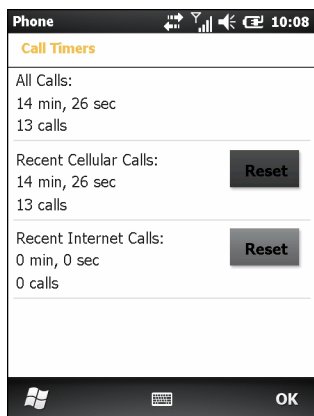 Phone 10:08
Call Timers
All Calls:
14 min, 26 sec
13 calls
Recent Cellular Calls:
14 min, 26 sec
Reset
13 calls
Recent Internet Calls:
0 min, 0 sec
Reset
0 calls
OK